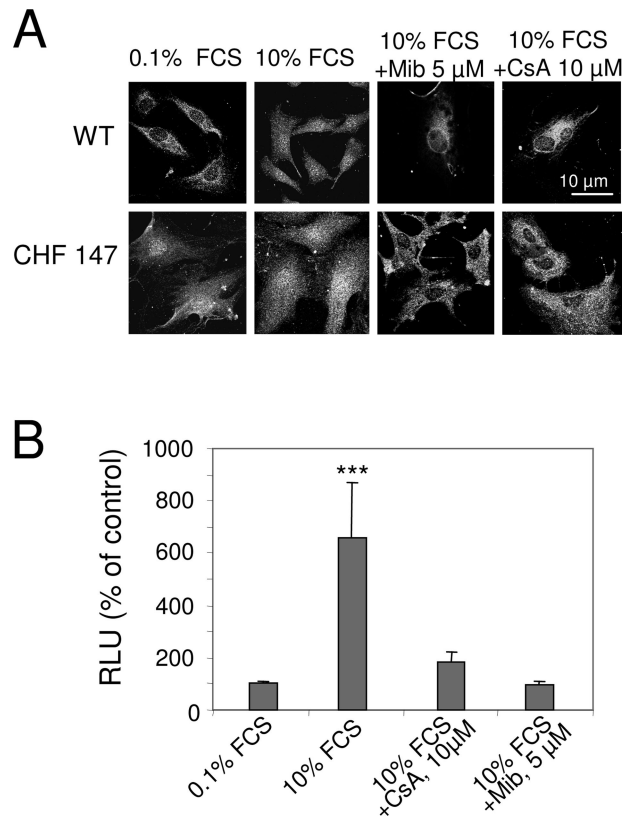 A
0.1% FCS
10% FCS
10% FCS
+Mib 5 µM
10% FCS
+CsA 10 µM
WT
10 µm
CHF 147
B
RLU (% of control)
1000
800
600
400
200
0
***
0.1% FCS
10% FCS
10% FCS
+CsA, 10µM
10% FCS
+Mib, 5 µM